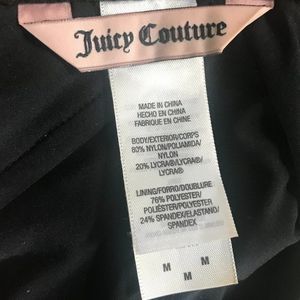 Juicy Couture
MADE IN CHINA
HECHO EN CHINA
FABRIQUE EN CHINE
BODY/EXTERIOR/CORPS
80% NYLON/POLIAMIDA/
NYLON
20% LYCRA®/LYCRA®/
LYCRA®
LINING/FORRO/DOUBLURE
76% POLYESTER/
POLIÉSTER/POLYESTER
24% SPANDEX/ELASTANO/
SPANDEX
M M
M